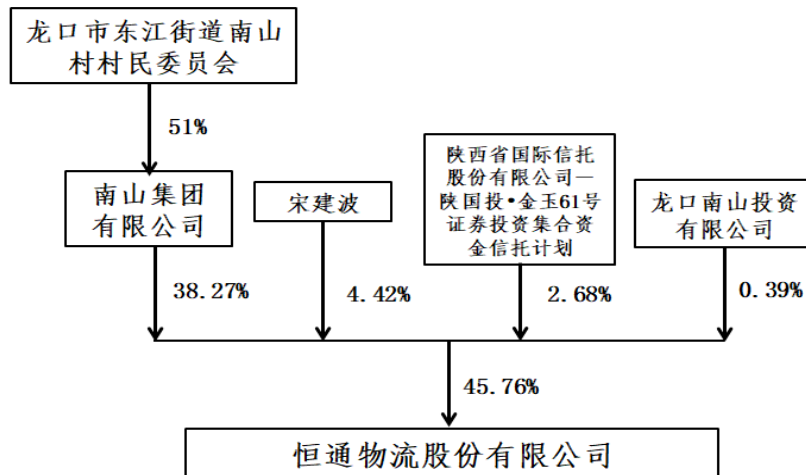 龙口市东江街道南山
村村民委员会
51%
南山集团
有限公司
宋建波
陕西省国际信托
股份有限公司—
陕国投•金玉61号
证券投资集合资
金信托计划
龙口南山投资
有限公司
38.27%
4.42%
2.68%
0.39%
45.76%
恒通物流股份有限公司